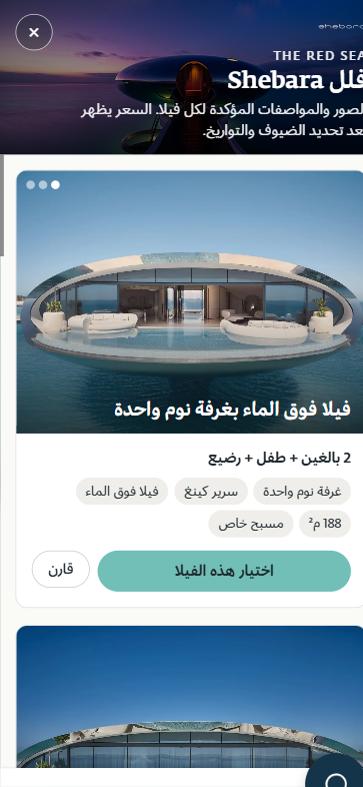 shebara
THE RED SEA
فلل Shebara
الصور والمواصفات المؤكدة لكل فيلا. السعر يظهر
بعد تحديد الضيوف والتواريخ.
فيلا فوق الماء بغرفة نوم واحدة
2 بالغين + طفل + رضيع
غرفة نوم واحدة
سرير كينغ
فيلا فوق الماء
188 م²
مسبح خاص
اختيار هذه الفيلا
قارن